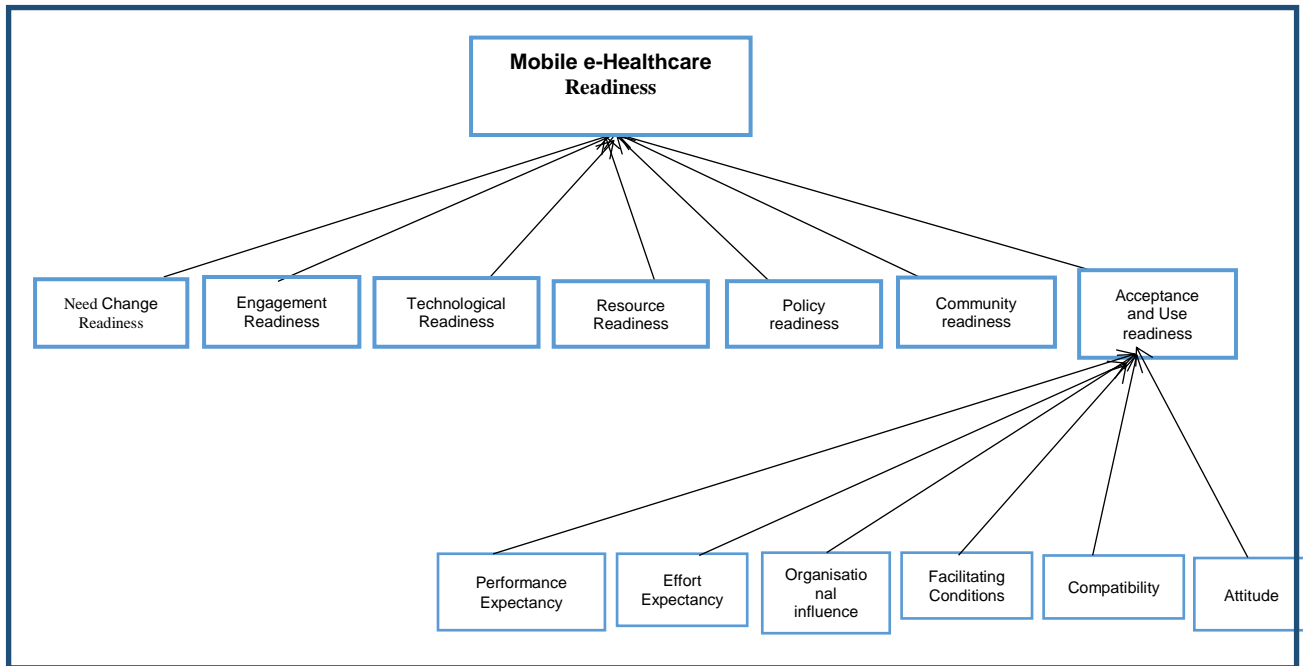 Mobile e-Healthcare
Readiness
Need Change
Readiness
Engagement
Readiness
Technological
Readiness
Resource
Readiness
Policy
readiness
Community
readiness
Acceptance
and Use
readiness
Performance
Expectancy
Effort
Expectancy
Organisatio
nal
influence
Facilitating
Conditions
Compatibility
Attitude